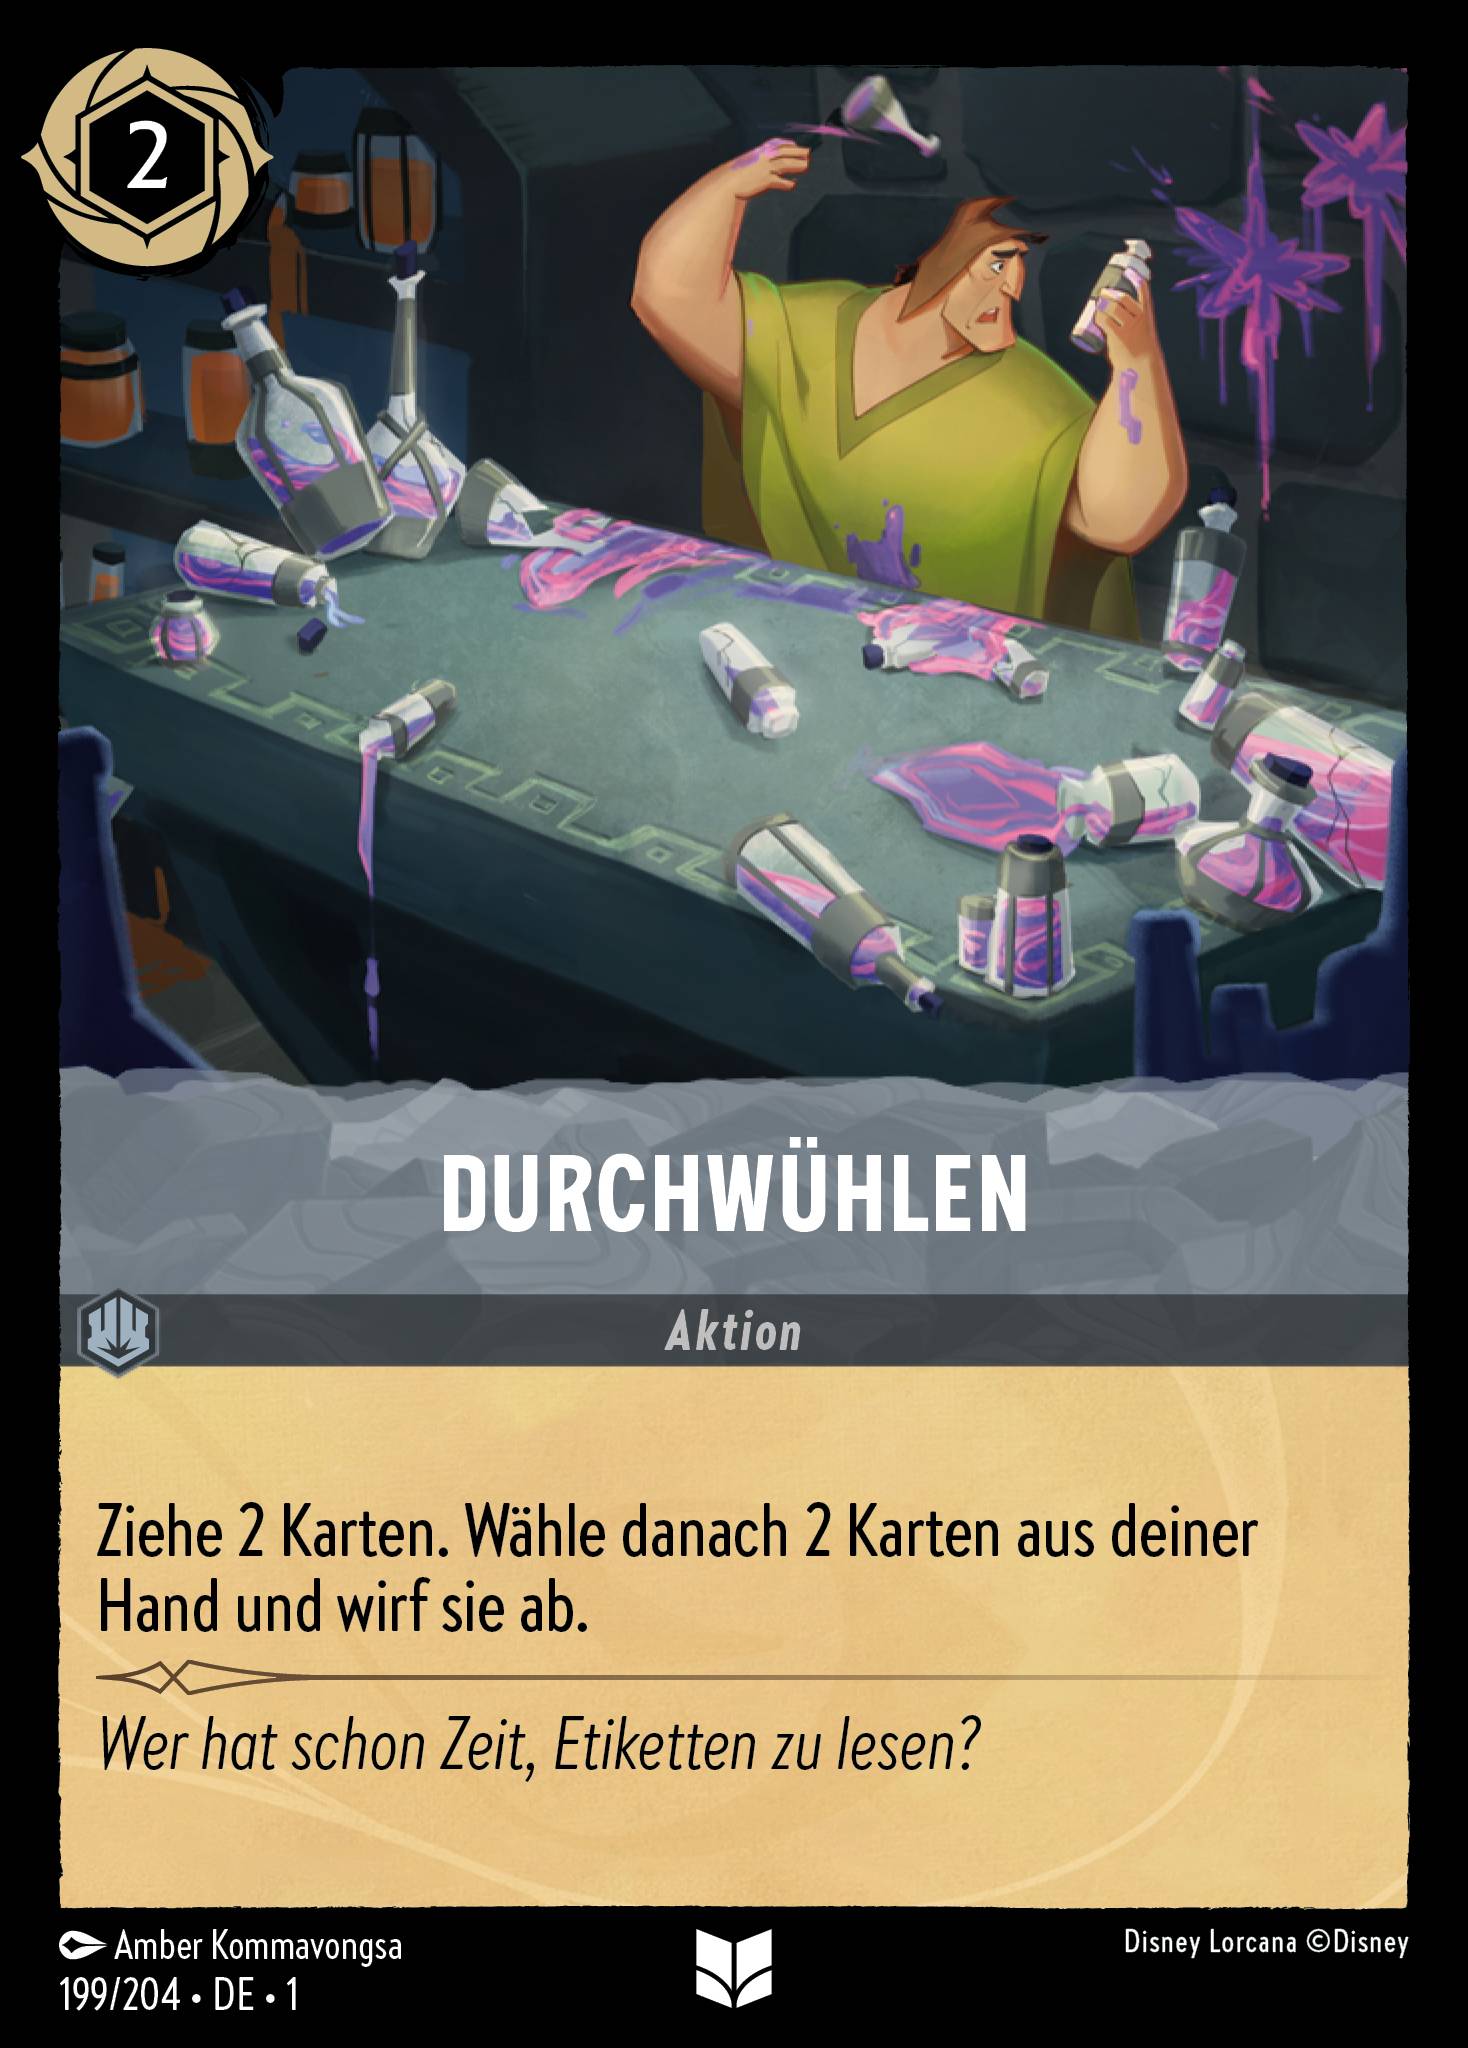 2
DURCHWÜHLEN
Aktion
Ziehe 2 Karten. Wähle danach 2 Karten aus deiner
Hand und wirf sie ab.
Wer hat schon Zeit, Etiketten zu lesen?
Amber Kommavongsa
Disney Lorcana ©Disney
199/204 • DE • 1